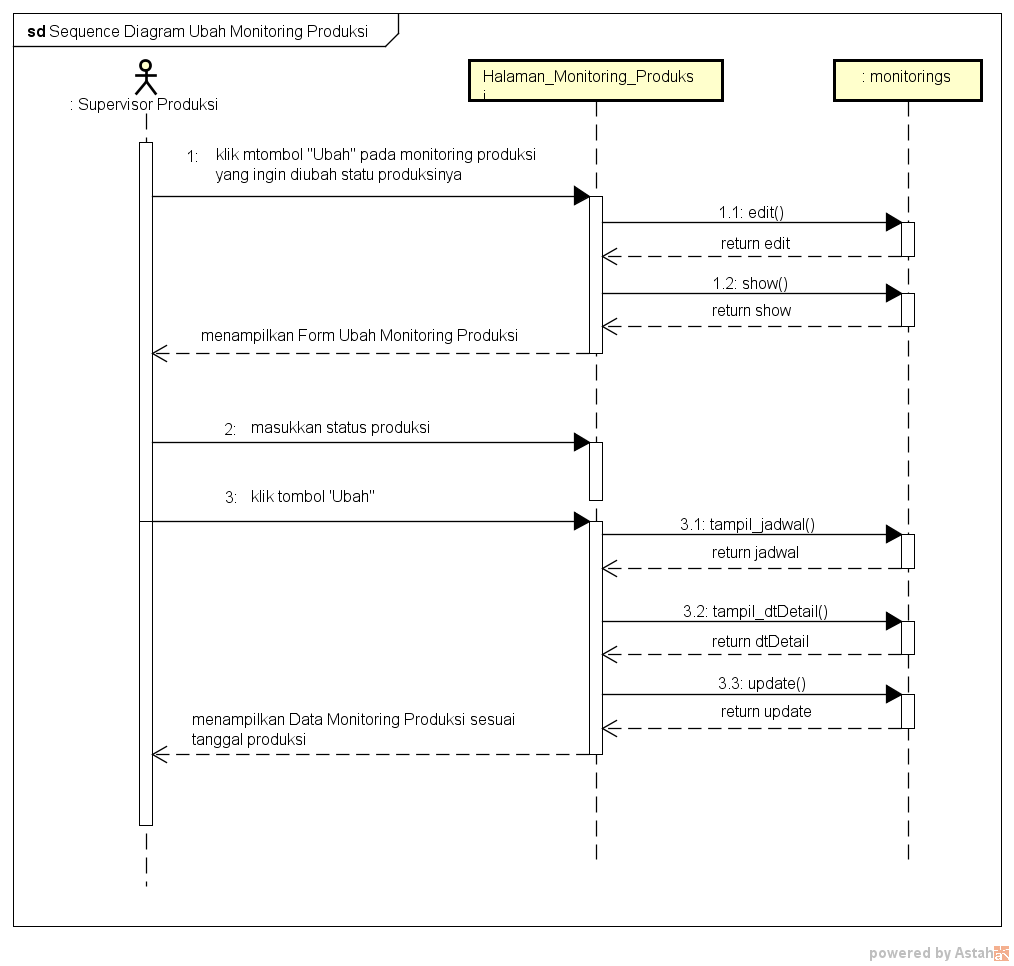 sd Sequence Diagram Ubah Monitoring Produksi
: Supervisor Produksi
Halaman_Monitoring_Produks
i
: monitorings
1: klik mtombol "Ubah" pada monitoring produksi
yang ingin diubah statu produksinya
1.1: edit()
return edit
1.2: show()
return show
menampilkan Form Ubah Monitoring Produksi
2: masukkan status produksi
3: klik tombol 'Ubah"
3.1: tampil_jadwal()
return jadwal
3.2: tampil_dtDetail()
return dtDetail
3.3: update()
return update
menampilkan Data Monitoring Produksi sesuai
tanggal produksi
powered by Astah